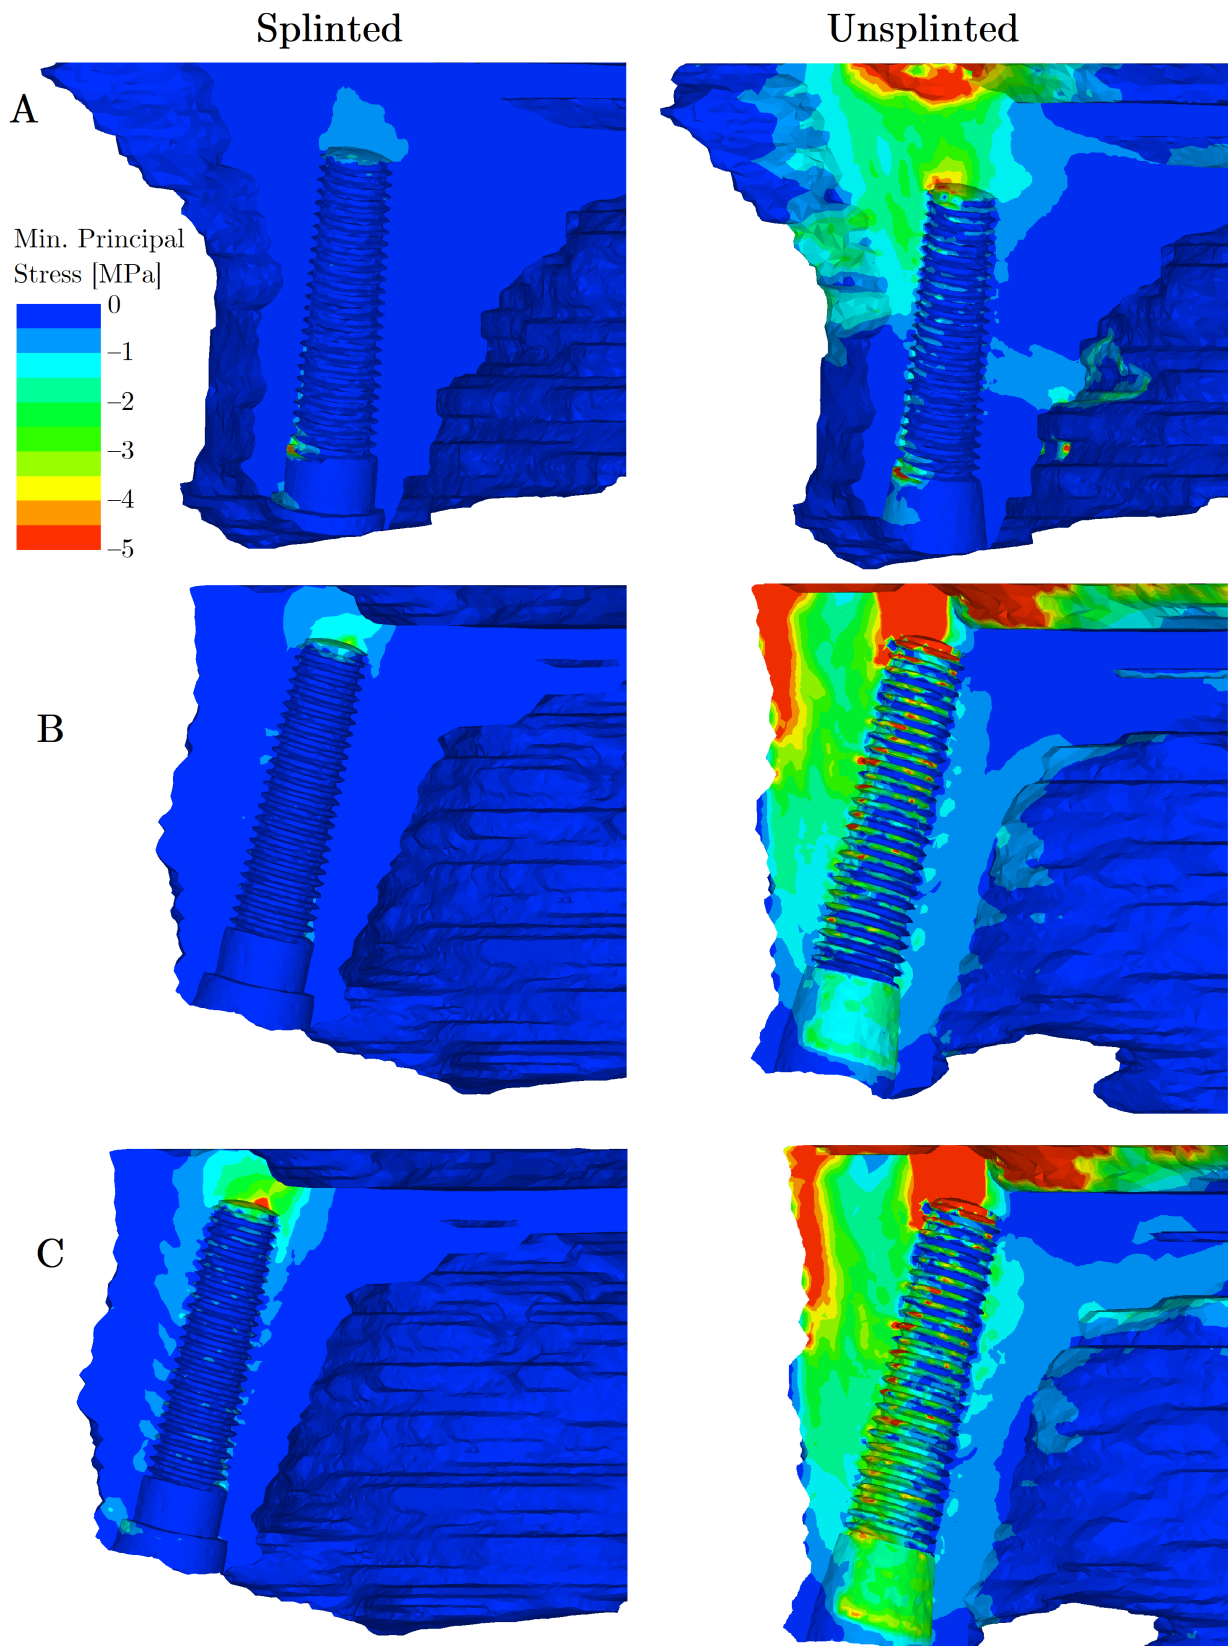 Splinted
Unsplinted
A
Min. Principal
Stress [MPa]
0
–1
–2
–3
–4
–5
B
C